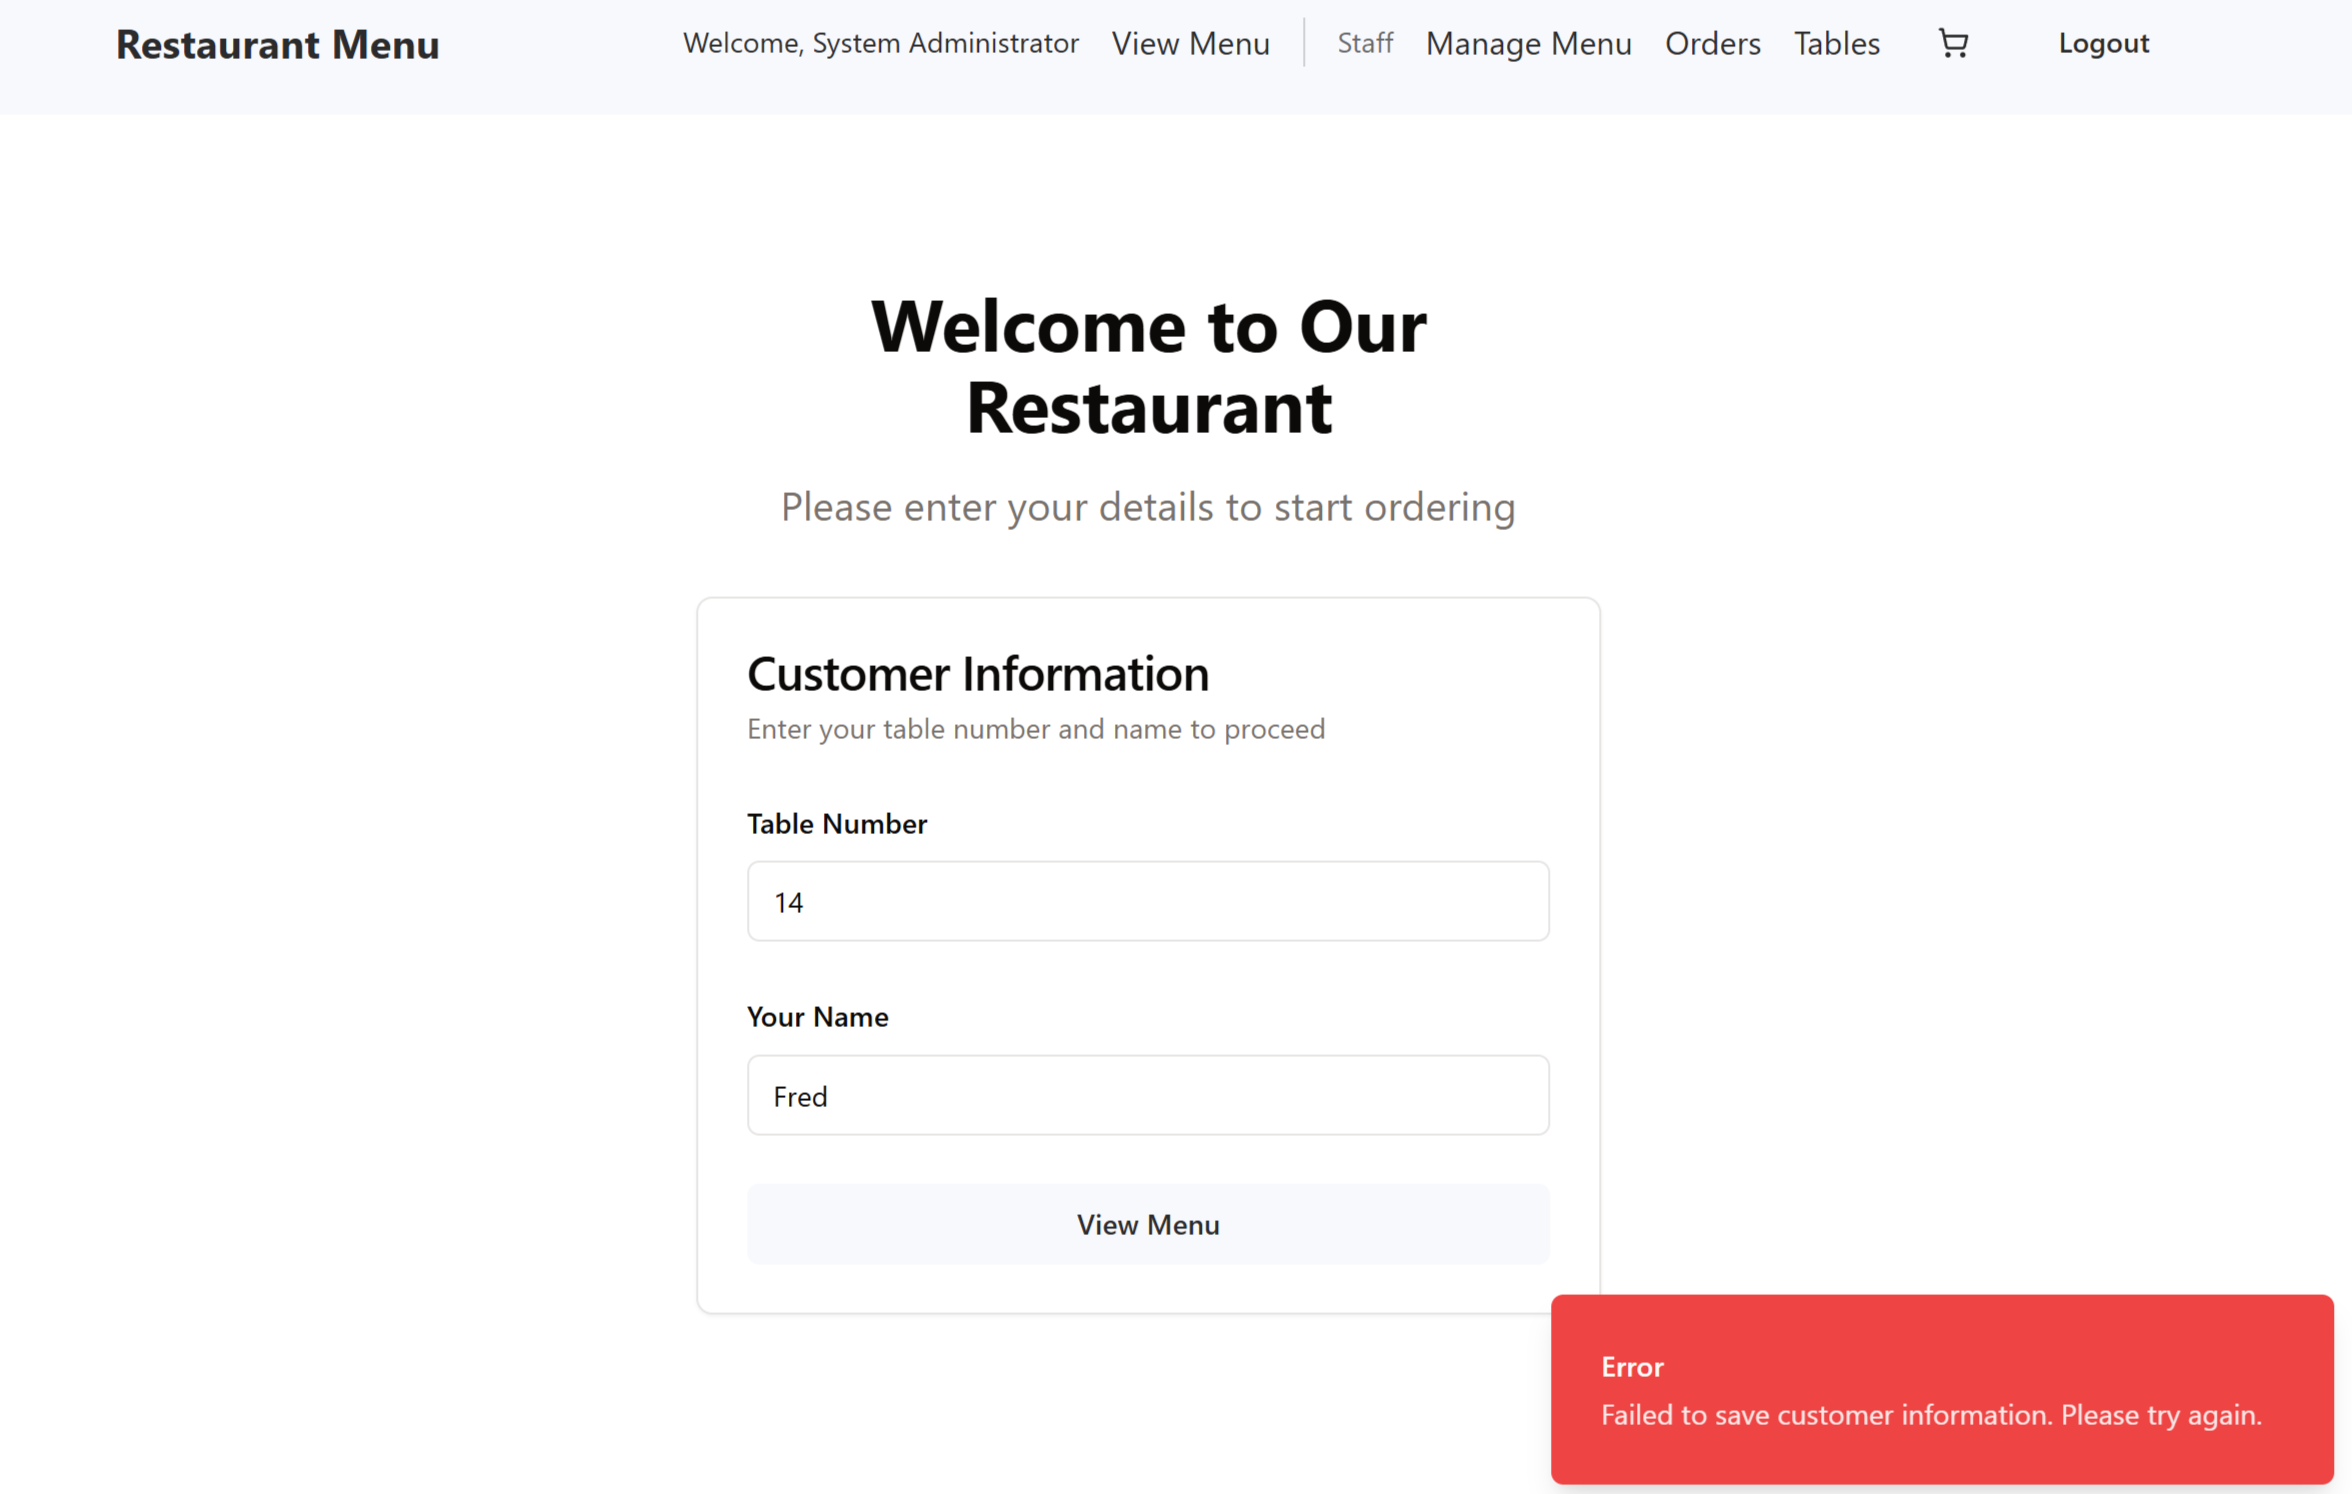 Restaurant Menu
Welcome, System Administrator
View Menu
Staff
Manage Menu
Orders
Tables
Logout
Welcome to Our
Restaurant
Please enter your details to start ordering
Customer Information
Enter your table number and name to proceed
Table Number
14
Your Name
Fred
View Menu
Error
Failed to save customer information. Please try again.